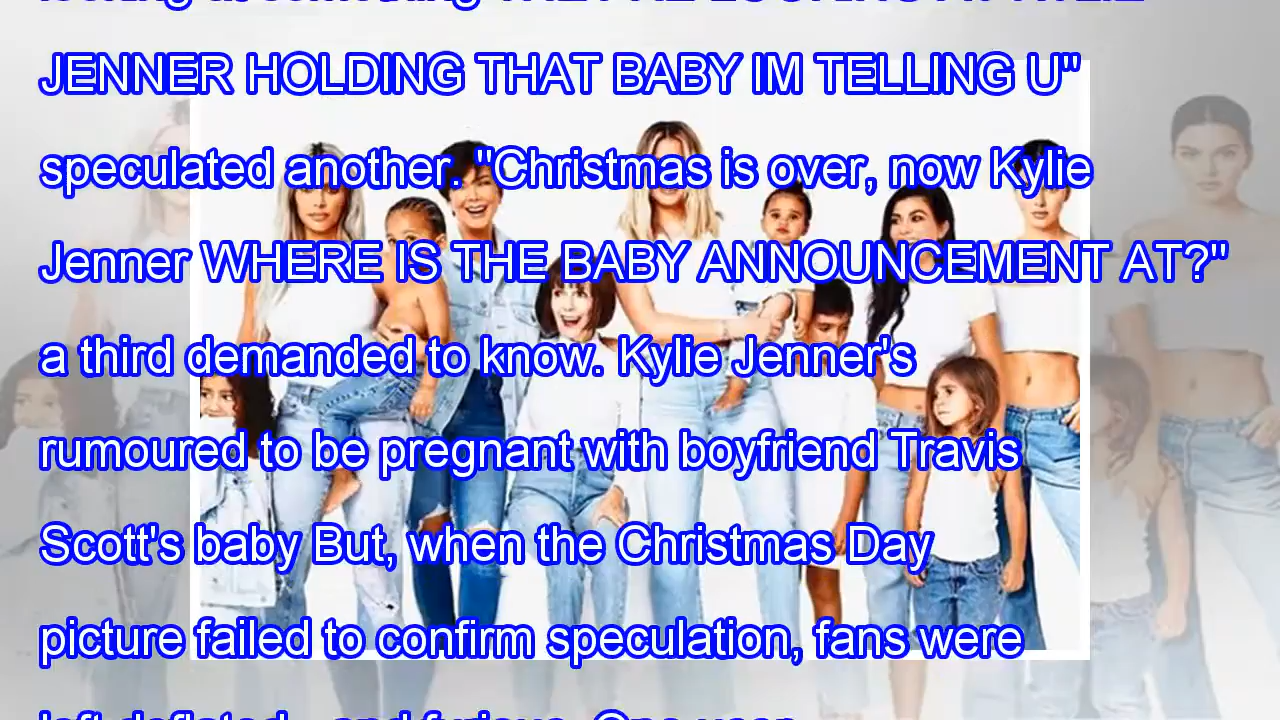 JENNER HOLDING THAT BABY IM TELLING U"
speculated another. "Christmas is over, now Kylie
Jenner WHERE IS THE BABY ANNOUNCEMENT AT?"
a third demanded to know. Kylie Jenner's
rumoured to be pregnant with boyfriend Travis
Scott's baby But, when the Christmas Day
picture failed to confirm speculation, fans were